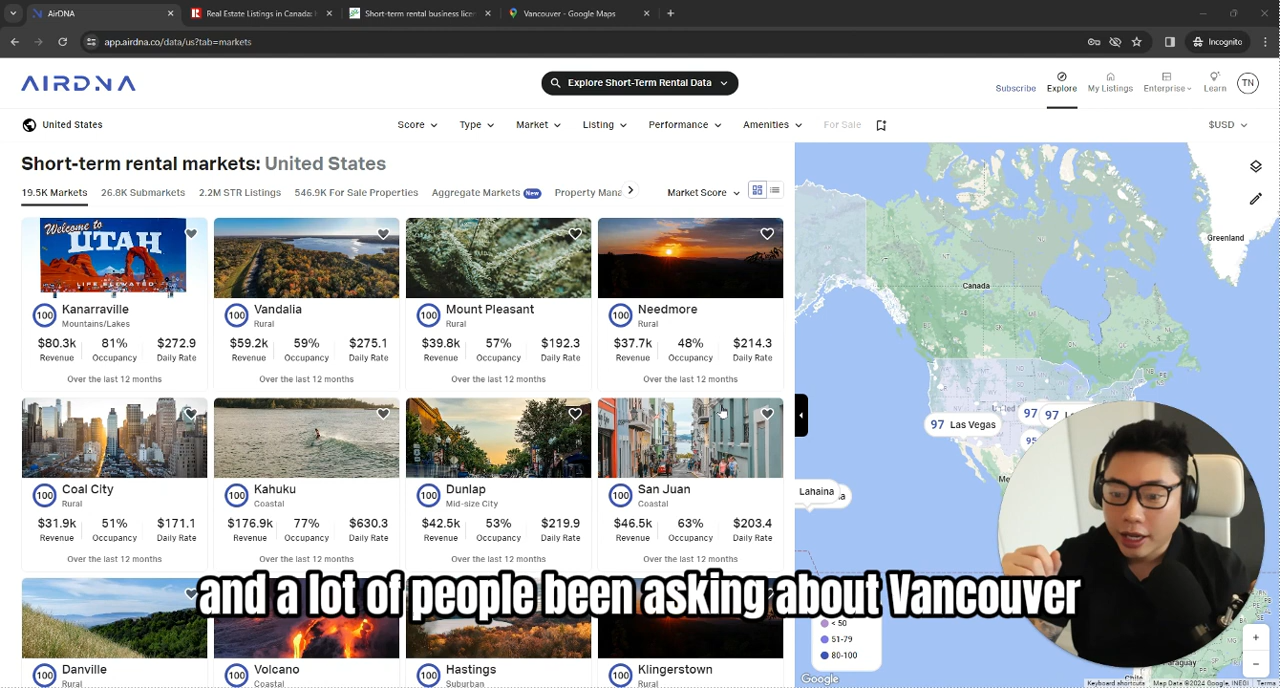 AirDNA
Real Estate Listings in Canada:
Short-term rental business licen
Vancouver - Google Maps
app.airdna.co/data/us?tab=markets
Incognito
AIRDNA
Explore Short-Term Rental Data
Subscribe
Explore
My Listings
Enterprise
Learn
TN
United States
Score
Type
Market
Listing
Performance
Amenities
For Sale
$USD
Short-term rental markets: United States
19.5K Markets
26.8K Submarkets
2.2M STR Listings
546.9K For Sale Properties
Aggregate Markets New
Property Mana
Market Score
Welcome to
UTAH
LIFE ELEVATED
100 Kanarraville
Mountains/Lakes
$80.3k 81% $272.9
Revenue Occupancy Daily Rate
Over the last 12 months
100 Vandalia
Rural
$59.2k 59% $275.1
Revenue Occupancy Daily Rate
Over the last 12 months
100 Mount Pleasant
Rural
$39.8k 57% $192.3
Revenue Occupancy Daily Rate
Over the last 12 months
100 Needmore
Rural
$37.7k 48% $214.3
Revenue Occupancy Daily Rate
Over the last 12 months
100 Coal City
Rural
$31.9k 51% $171.1
Revenue Occupancy Daily Rate
Over the last 12 months
100 Kahuku
Coastal
$176.9k 77% $630.3
Revenue Occupancy Daily Rate
Over the last 12 months
100 Dunlap
Mid-size City
$42.5k 53% $219.9
Revenue Occupancy Daily Rate
Over the last 12 months
100 San Juan
Coastal
$46.5k 63% $203.4
Revenue Occupancy Daily Rate
Over the last 12 months
100 Danville
Rural
100 Volcano
Coastal
100 Hastings
Suburban
100 Klingerstown
Rural
Greenland
Canada
97 Las Vegas
97
97
95
Lahaina
and a lot of people been asking about Vancouver
< 50
51-79
80-100
Google
Paraguay
Keyboard shortcuts
Map Data ©2024 Google, INEGI
Terms